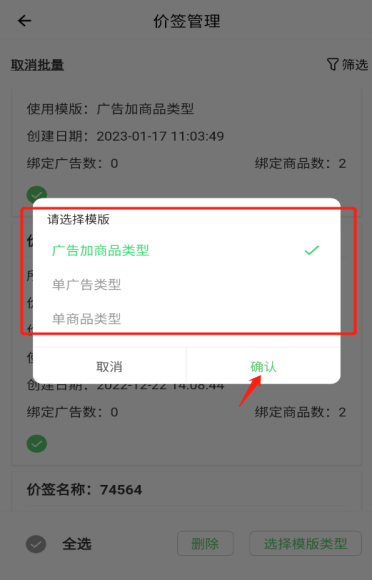 价签管理
取消批量
筛选
使用模版：广告加商品类型
创建日期：2023-01-17 11:03:49
绑定广告数：0
绑定商品数：2
请选择模版
广告加商品类型
单广告类型
单商品类型
取消
确认
创建日期：2022-12-22 14:08:44
绑定广告数：0
绑定商品数：2
价签名称：74564
全选
删除
选择模版类型